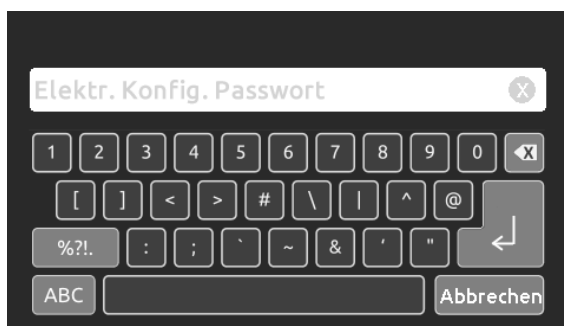 Elektr. Konfig. Passwort
1 2 3 4 5 6 7 8 9 0
[ ] < > # \ | ^ @
%?!. : ; ` ~ & ' "
ABC Abbrechen